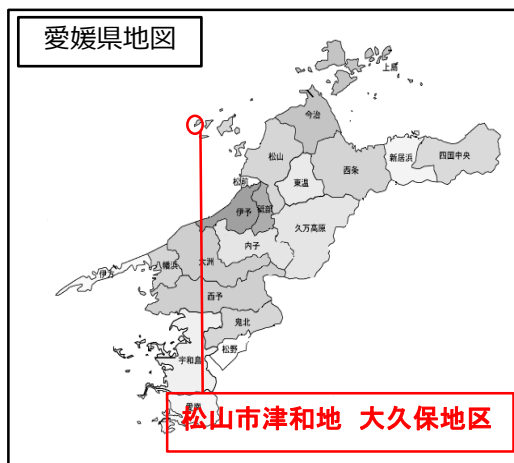 愛媛県地図
上島
今治
松山
新居浜
四国中央
西条
東温
松前
伊予
砥部
久万高原
内子
大洲
八幡浜
伊方
西予
鬼北
松野
宇和島
愛南
松山市津和地 大久保地区